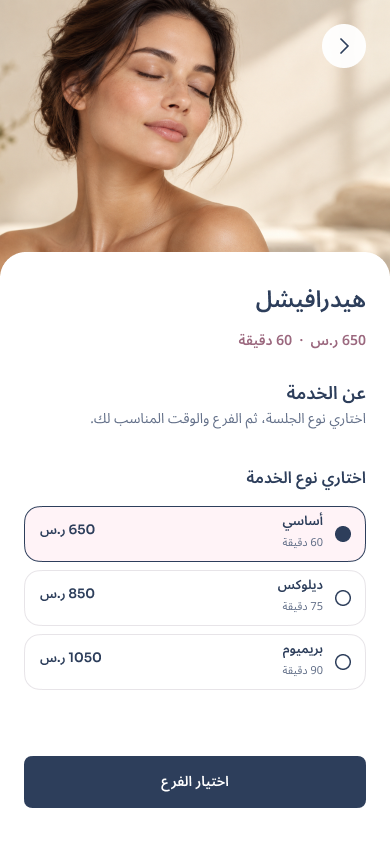 هيدرافيشل
650 ر.س · 60 دقيقة
عن الخدمة
اختاري نوع الجلسة، ثم الفرع والوقت المناسب لك.
اختاري نوع الخدمة
أساسي
60 دقيقة
650 ر.س
ديلوكس
75 دقيقة
850 ر.س
بريميوم
90 دقيقة
1050 ر.س
اختيار الفرع